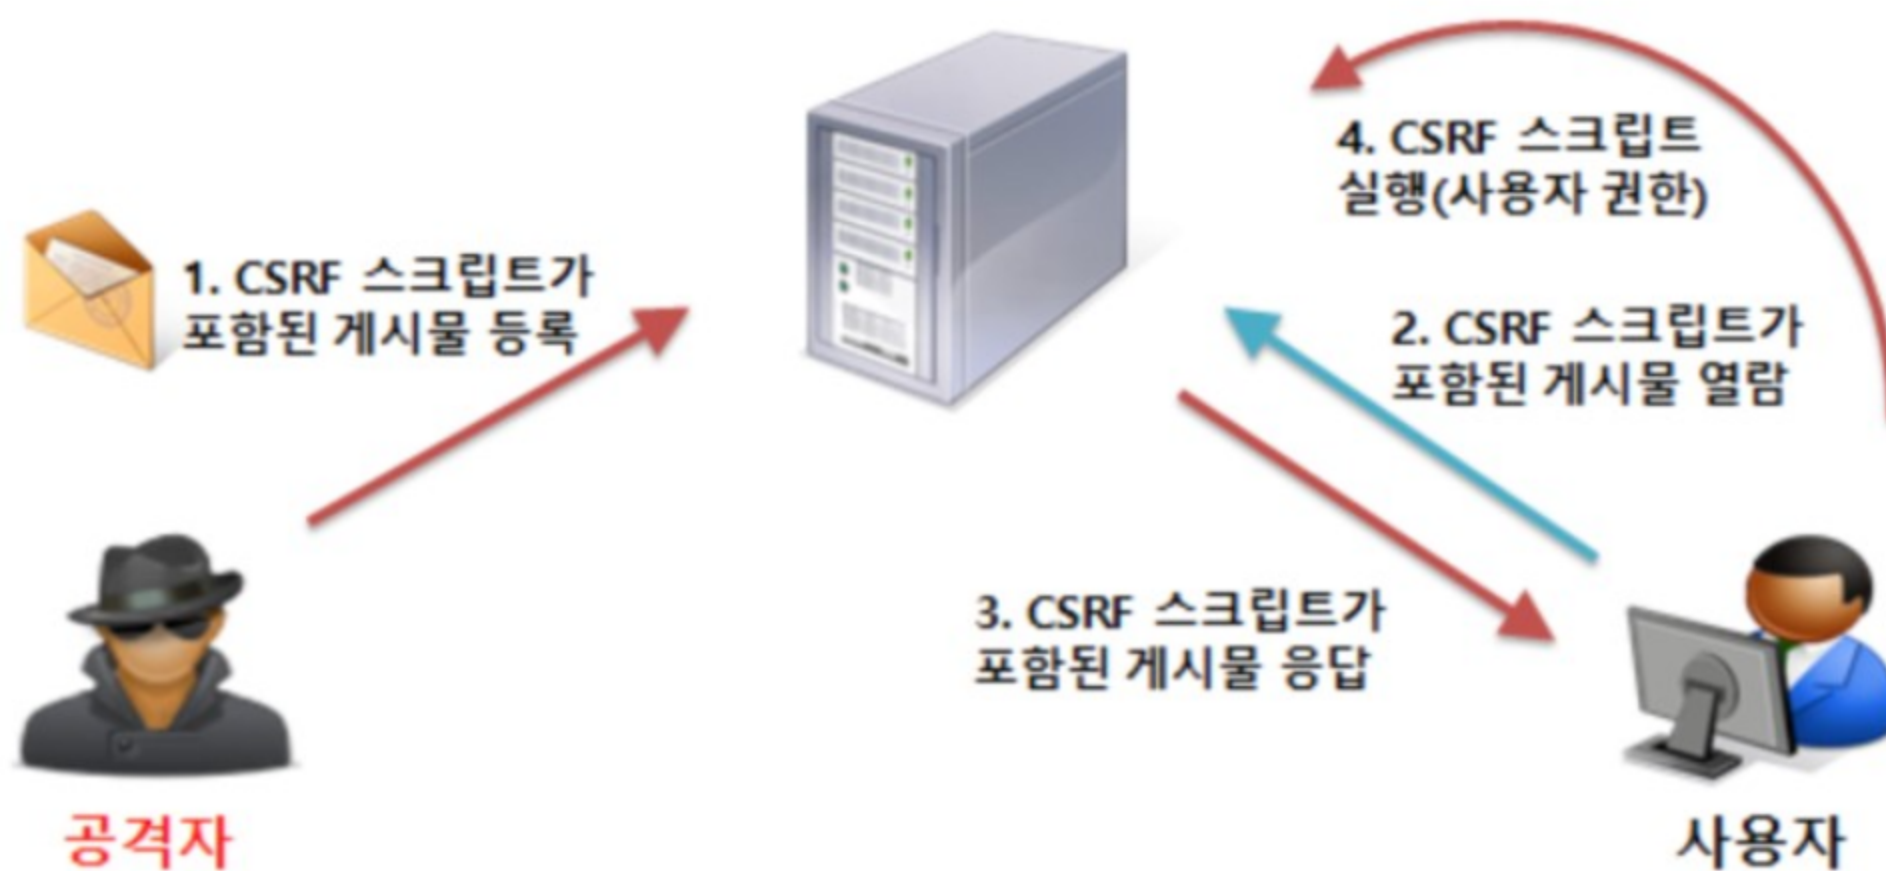 1. CSRF 스크립트가
포함된 게시물 등록
4. CSRF 스크립트
실행(사용자 권한)
2. CSRF 스크립트가
포함된 게시물 열람
3. CSRF 스크립트가
포함된 게시물 응답
공격자
사용자